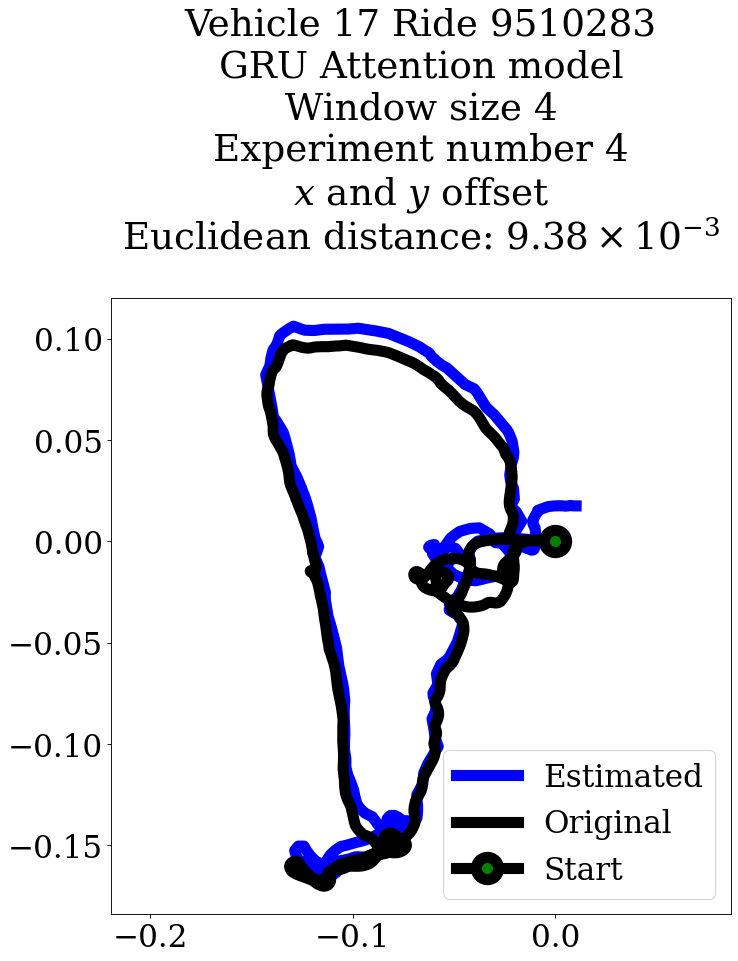 Vehicle 17 Ride 9510283
GRU Attention model
Window size 4
Experiment number 4
x and y offset
Euclidean distance: 9.38 × 10⁻³
0.10
0.05
0.00
−0.05
−0.10
−0.15
Estimated
Original
Start
−0.2
−0.1
0.0